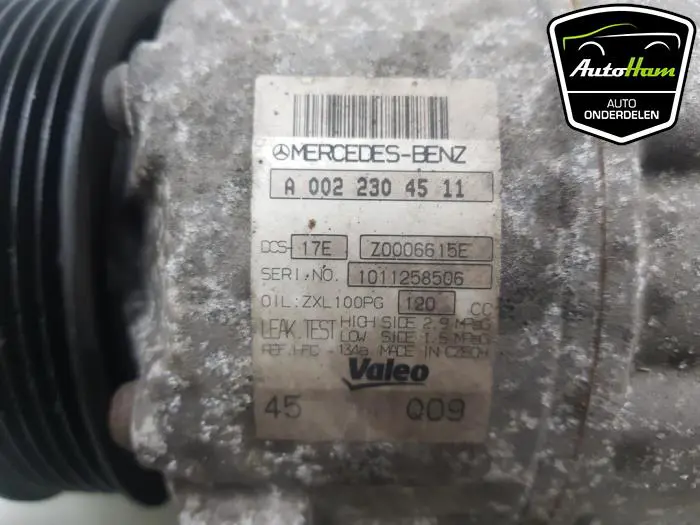 AutoHam
AUTO
ONDERDELEN
MERCEDES-BENZ
A 002 230 45 11
DCS-17E Z0006615E
SERI.NO. 1011258506
OIL:ZXL100PG 120 CC
LEAK.TEST HIGH SIDE 2.9 MPaG
LOW SIDE 1.5 MPaG
REF.HFC-134a MADE IN CZECH
Valeo
45 Q09